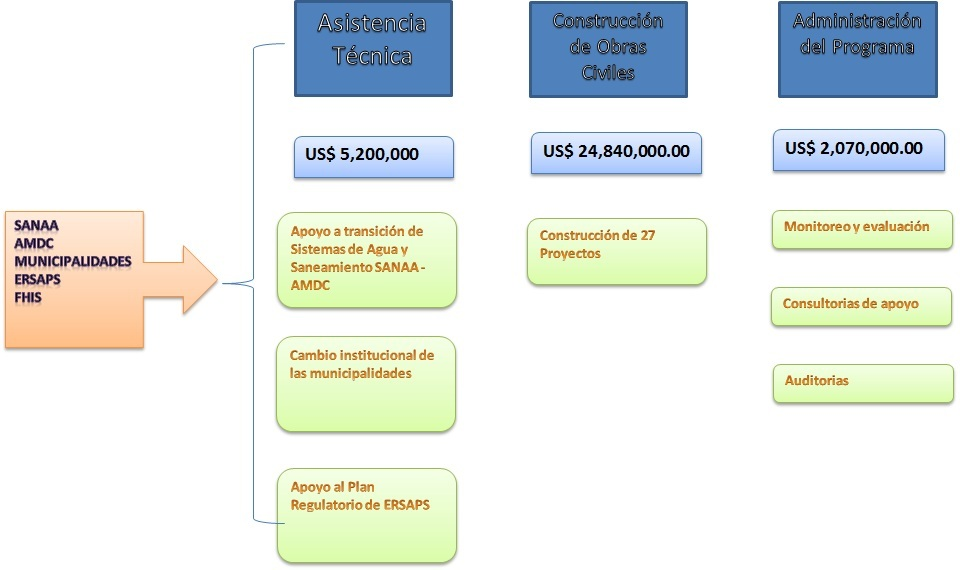 SANAA
AMDC
MUNICIPALIDADES
ERSAPS
FHIS
Asistencia
Técnica
US$ 5,200,000
Apoyo a transición de
Sistemas de Agua y
Saneamiento SANAA -
AMDC
Cambio institucional de
las municipalidades
Apoyo al Plan
Regulatorio de ERSAPS
Construcción
de Obras
Civiles
US$ 24,840,000.00
Construcción de 27
Proyectos
Administración
del Programa
US$ 2,070,000.00
Monitoreo y evaluación
Consultorias de apoyo
Auditorias